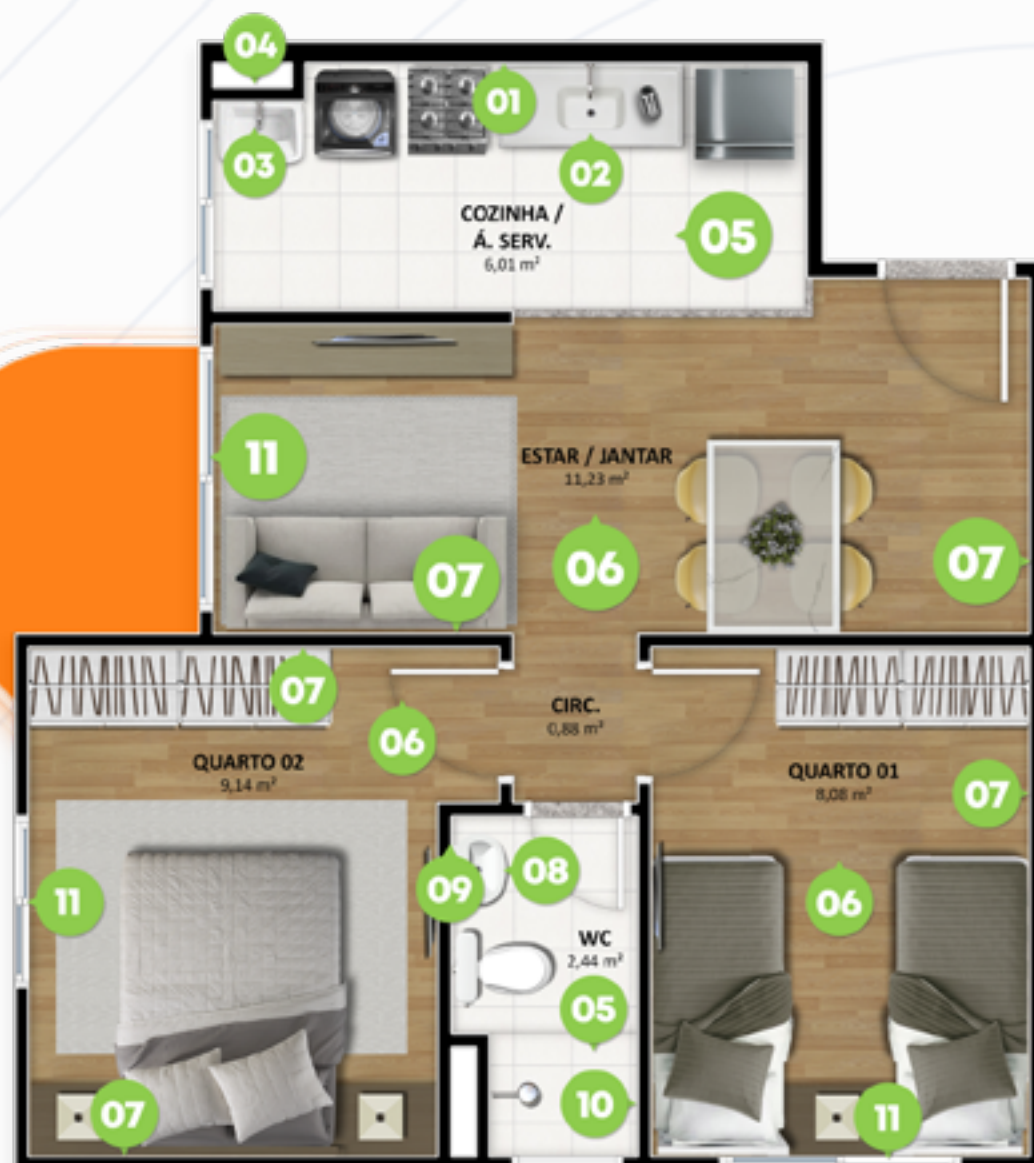 04
01
03
02
COZINHA /
Á. SERV.
6,01 m²
05
11
ESTAR / JANTAR
11,23 m²
07
06
07
07
CIRC.
0,88 m²
06
QUARTO 02
9,14 m²
QUARTO 01
8,08 m²
07
11
09
08
06
WC
2,44 m²
05
07
10
11